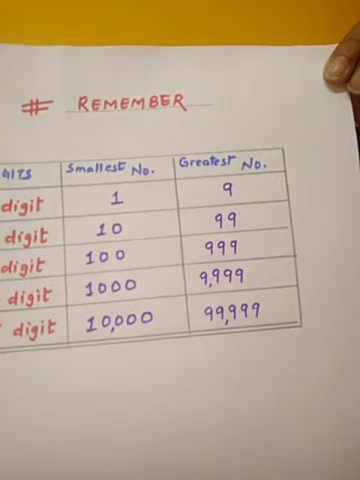 # REMEMBER
GITS Smallest No. Greatest No.
digit 1 9
digit 10 99
digit 100 999
digit 1000 9,999
digit 10,000 99,999